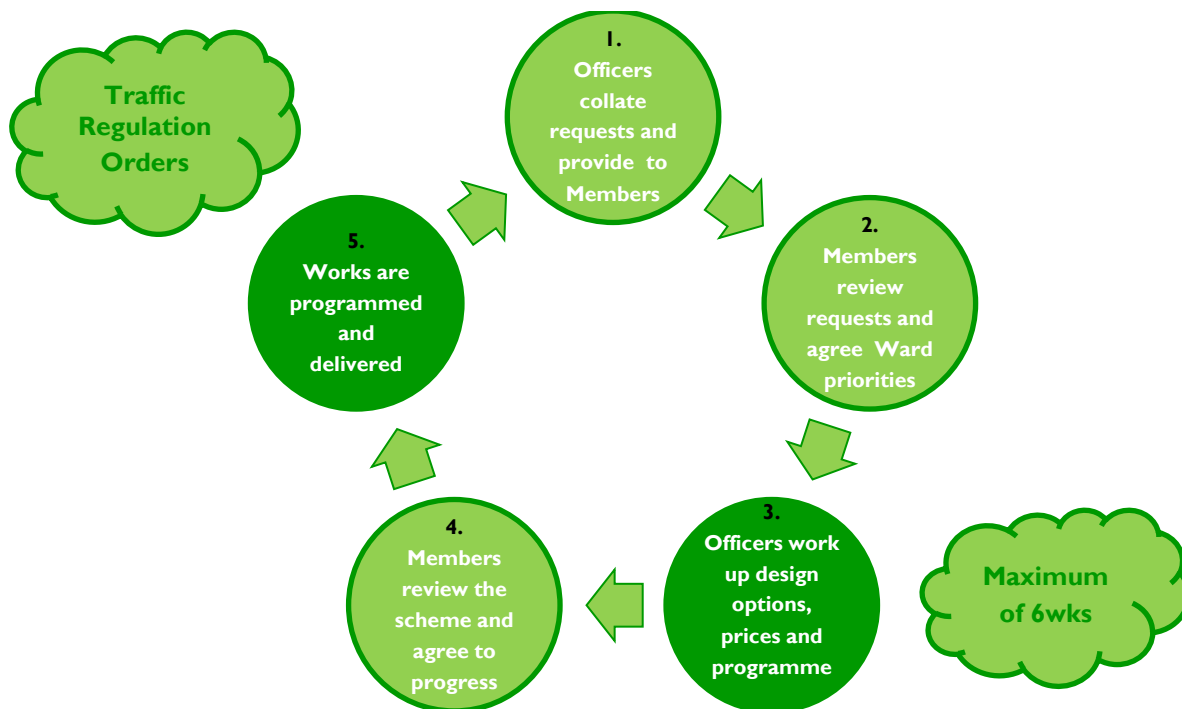 Traffic
Regulation
Orders
1.
Officers
collate
requests and
provide to
Members
2.
Members
review
requests and
agree Ward
priorities
3.
Officers work
up design
options,
prices and
programme
Maximum
of 6wks
4.
Members
review the
scheme and
agree to
progress
5.
Works are
programmed
and
delivered